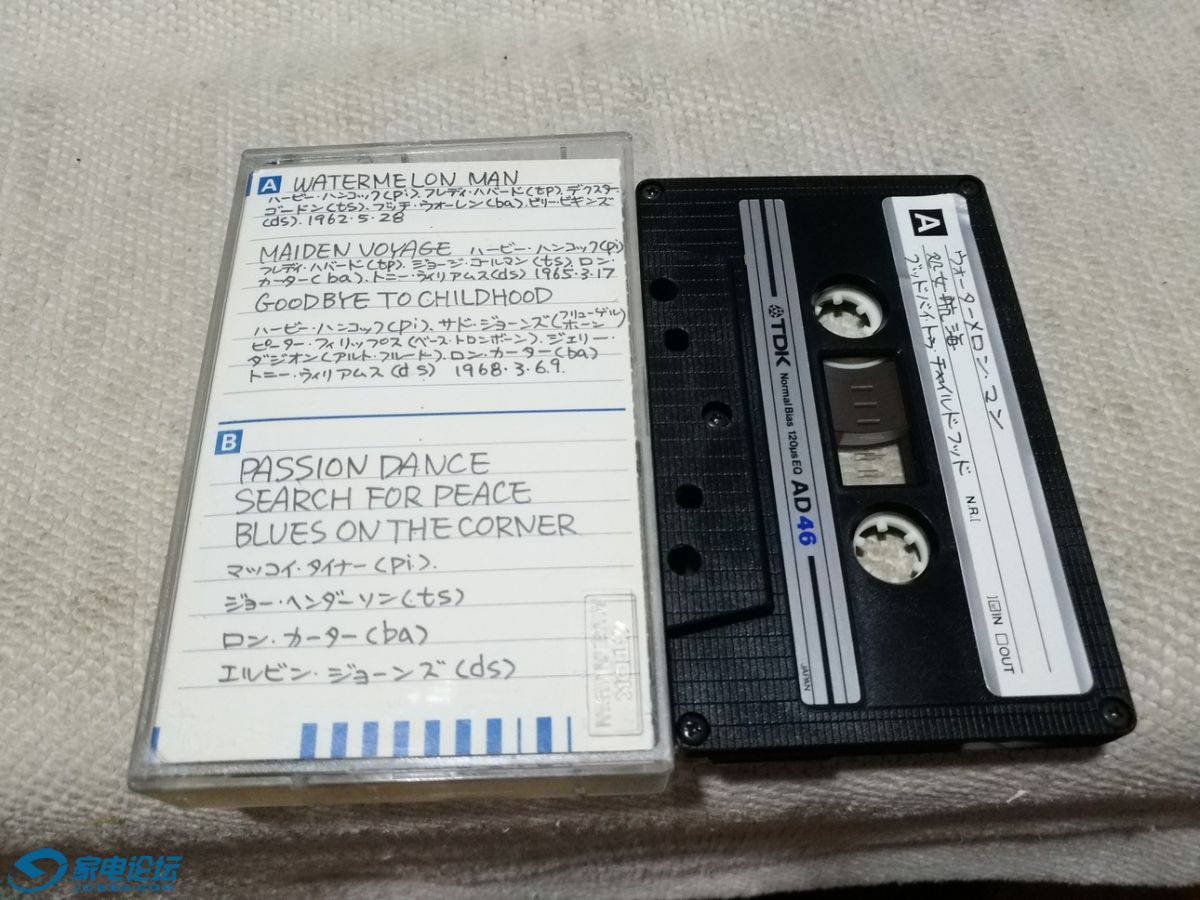 A WATERMELON MAN
ハービー・ハンコック(pi)、フレディ・ハバード(tp)、デクスター・
ゴードン(ts)、ブッチ・ウォーレン(ba)、ビリー・ヒギンズ
(ds)、1962・5・28
MAIDEN VOYAGE ハービー・ハンコック(pi)
フレディ・ハバード(tp)、ジョージ・コールマン(ts)、ロン・
カーター(ba)、トニー・ウィリアムス(ds) 1965・3・17
GOODBYE TO CHILDHOOD
ハービー・ハンコック(pi)、サド・ジョーンズ(フリューゲルホーン)
ピーター・フィリップス(ベース・トロンボーン)、ジェリー・
ダジオン(アルト・フルート)、ロン・カーター(ba)
トニー・ウィリアムス(ds) 1968・3・6.9.
B
PASSION DANCE
SEARCH FOR PEACE
BLUES ON THE CORNER
マッコイ・タイナー(pi).
ジョー・ヘンダーソン(ts)
ロン・カーター(ba)
エルビン・ジョーンズ(ds)
A
ウォーターメロン・マン
処女航海
グッドバイ・トゥ・チャイルドフッド
N.R.[ ]☑IN ☐OUT
TDK Normal Bias 120μs EQ AD46
JAPAN
家电论坛